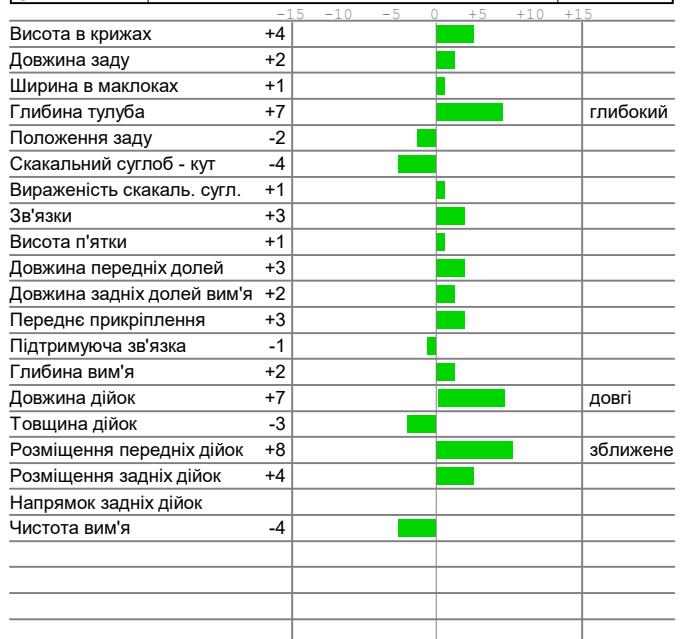 -15 -10 -5 0 +5 +10 +15
Висота в крижах +4
Довжина заду +2
Ширина в маклоках +1
Глибина тулуба +7 глибокий
Положення заду -2
Скакальний суглоб - кут -4
Вираженість скакаль. сугл. +1
Зв'язки +3
Висота п'ятки +1
Довжина передніх долей +3
Довжина задніх долей вим'я +2
Переднє прикріплення +3
Підтримуюча зв'язка -1
Глибина вим'я +2
Довжина дійок +7 довгі
Товщина дійок -3
Розміщення передніх дійок +8 зближене
Розміщення задніх дійок +4
Напрямок задніх дійок
Чистота вим'я -4